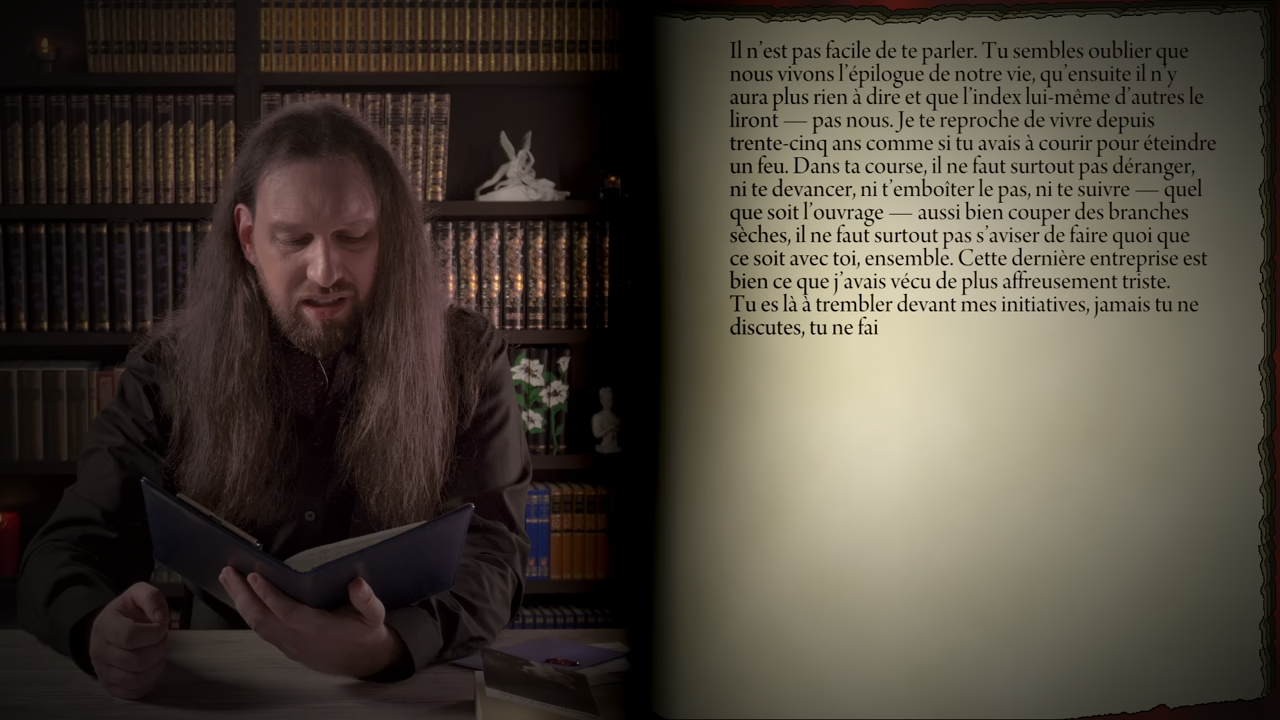 Il n’est pas facile de te parler. Tu sembles oublier que
nous vivons l’épilogue de notre vie, qu’ensuite il n’y
aura plus rien à dire et que l’index lui-même d’autres le
liront — pas nous. Je te reproche de vivre depuis
trente-cinq ans comme si tu avais à courir pour éteindre
un feu. Dans ta course, il ne faut surtout pas déranger,
ni te devancer, ni t’emboîter le pas, ni te suivre — quel
que soit l’ouvrage — aussi bien couper des branches
sèches, il ne faut surtout pas s’aviser de faire quoi que
ce soit avec toi, ensemble. Cette dernière entreprise est
bien ce que j’avais vécu de plus affreusement triste.
Tu es là à trembler devant mes initiatives, jamais tu ne
discutes, tu ne fai